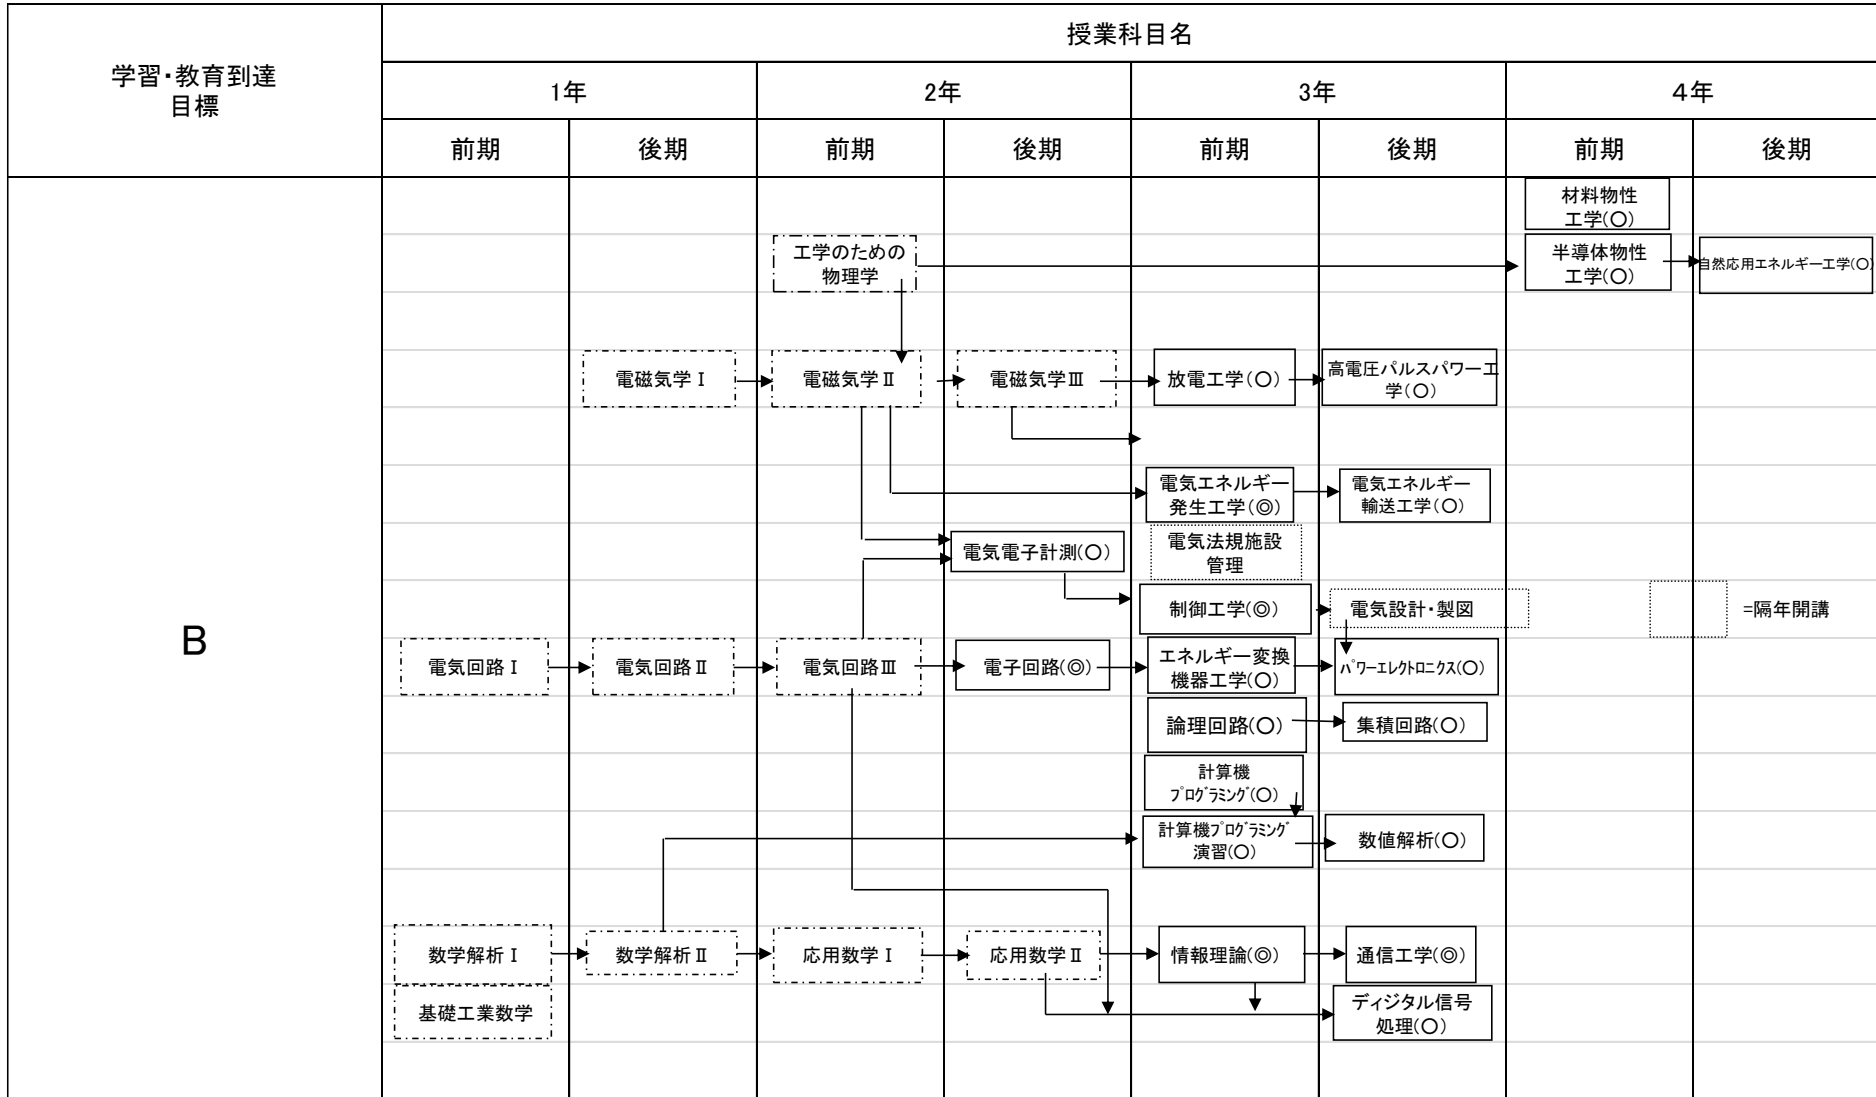 学習・教育到達
目標
授業科目名
1年
2年
3年
４年
前期
後期
前期
後期
前期
後期
前期
後期
B
材料物性
工学(〇)
工学のための
物理学
半導体物性
工学(〇)
自然応用エネルギー工学(〇)
電磁気学Ⅰ
電磁気学Ⅱ
電磁気学Ⅲ
放電工学(〇)
高電圧パルスパワー工
学(〇)
電気エネルギー
発生工学(◎)
電気エネルギー
輸送工学(〇)
電気電子計測(〇)
電気法規施設
管理
制御工学(◎)
電気設計・製図
=隔年開講
電気回路Ⅰ
電気回路Ⅱ
電気回路Ⅲ
電子回路(◎)
エネルギー変換
機器工学(〇)
ﾊﾟﾜｰエレクトロニクス(〇)
論理回路(〇)
集積回路(〇)
計算機
ﾌﾟﾛｸﾞﾗﾐﾝｸﾞ(〇)
計算機ﾌﾟﾛｸﾞﾗﾐﾝｸﾞ
演習(〇)
数値解析(〇)
数学解析Ⅰ
数学解析Ⅱ
応用数学Ⅰ
応用数学Ⅱ
情報理論(◎)
通信工学(◎)
基礎工業数学
ディジタル信号
処理(〇)